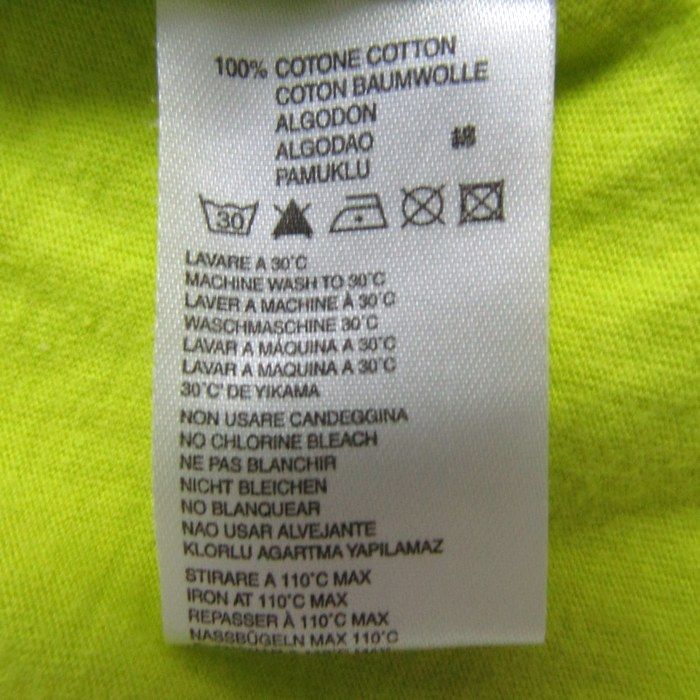 100% COTONE COTTON
COTON BAUMWOLLE
ALGODON
ALGODAO
PAMUKLU
30
LAVARE A 30°C
MACHINE WASH TO 30°C
LAVER A MACHINE À 30°C
WASCHMASCHINE 30°C
LAVAR A MÁQUINA A 30°C
LAVAR A MAQUINA A 30°C
30°C' DE YIKAMA
NON USARE CANDEGGINA
NO CHLORINE BLEACH
NE PAS BLANCHIR
NICHT BLEICHEN
NO BLANQUEAR
NAO USAR ALVEJANTE
KLORLU AGARTMA YAPILAMAZ
STIRARE A 110°C MAX
IRON AT 110°C MAX
REPASSER À 110°C MAX
NASSBÜGELN MAX 110°C